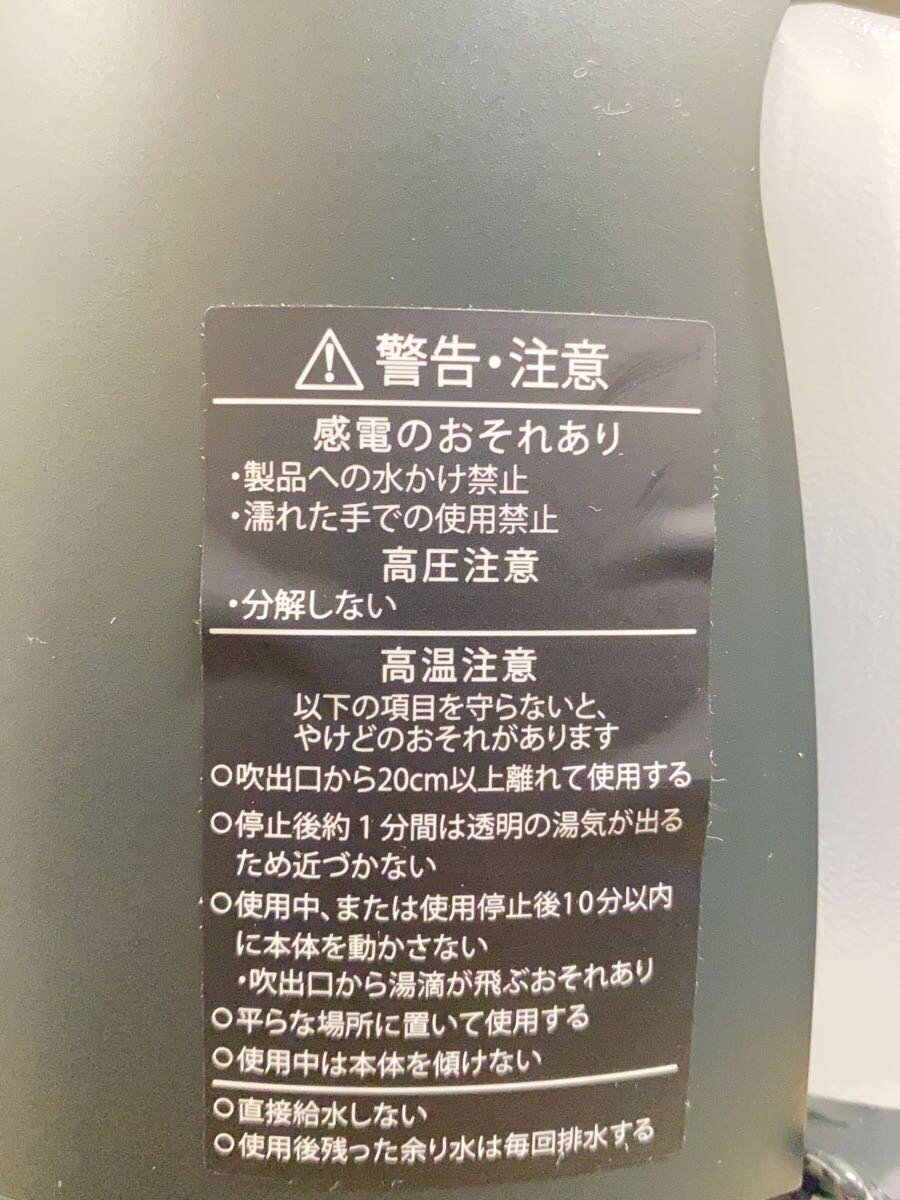 警告・注意
感電のおそれあり
・製品への水かけ禁止
・濡れた手での使用禁止
高圧注意
・分解しない
高温注意
以下の項目を守らないと、
やけどのおそれがあります
○吹出口から20cm以上離れて使用する
○停止後約1分間は透明の湯気が出る
ため近づかない
○使用中、または使用停止後10分以内
に本体を動かさない
・吹出口から湯滴が飛ぶおそれあり
○平らな場所に置いて使用する
○使用中は本体を傾けない
○直接給水しない
○使用後残った余り水は毎回排水する